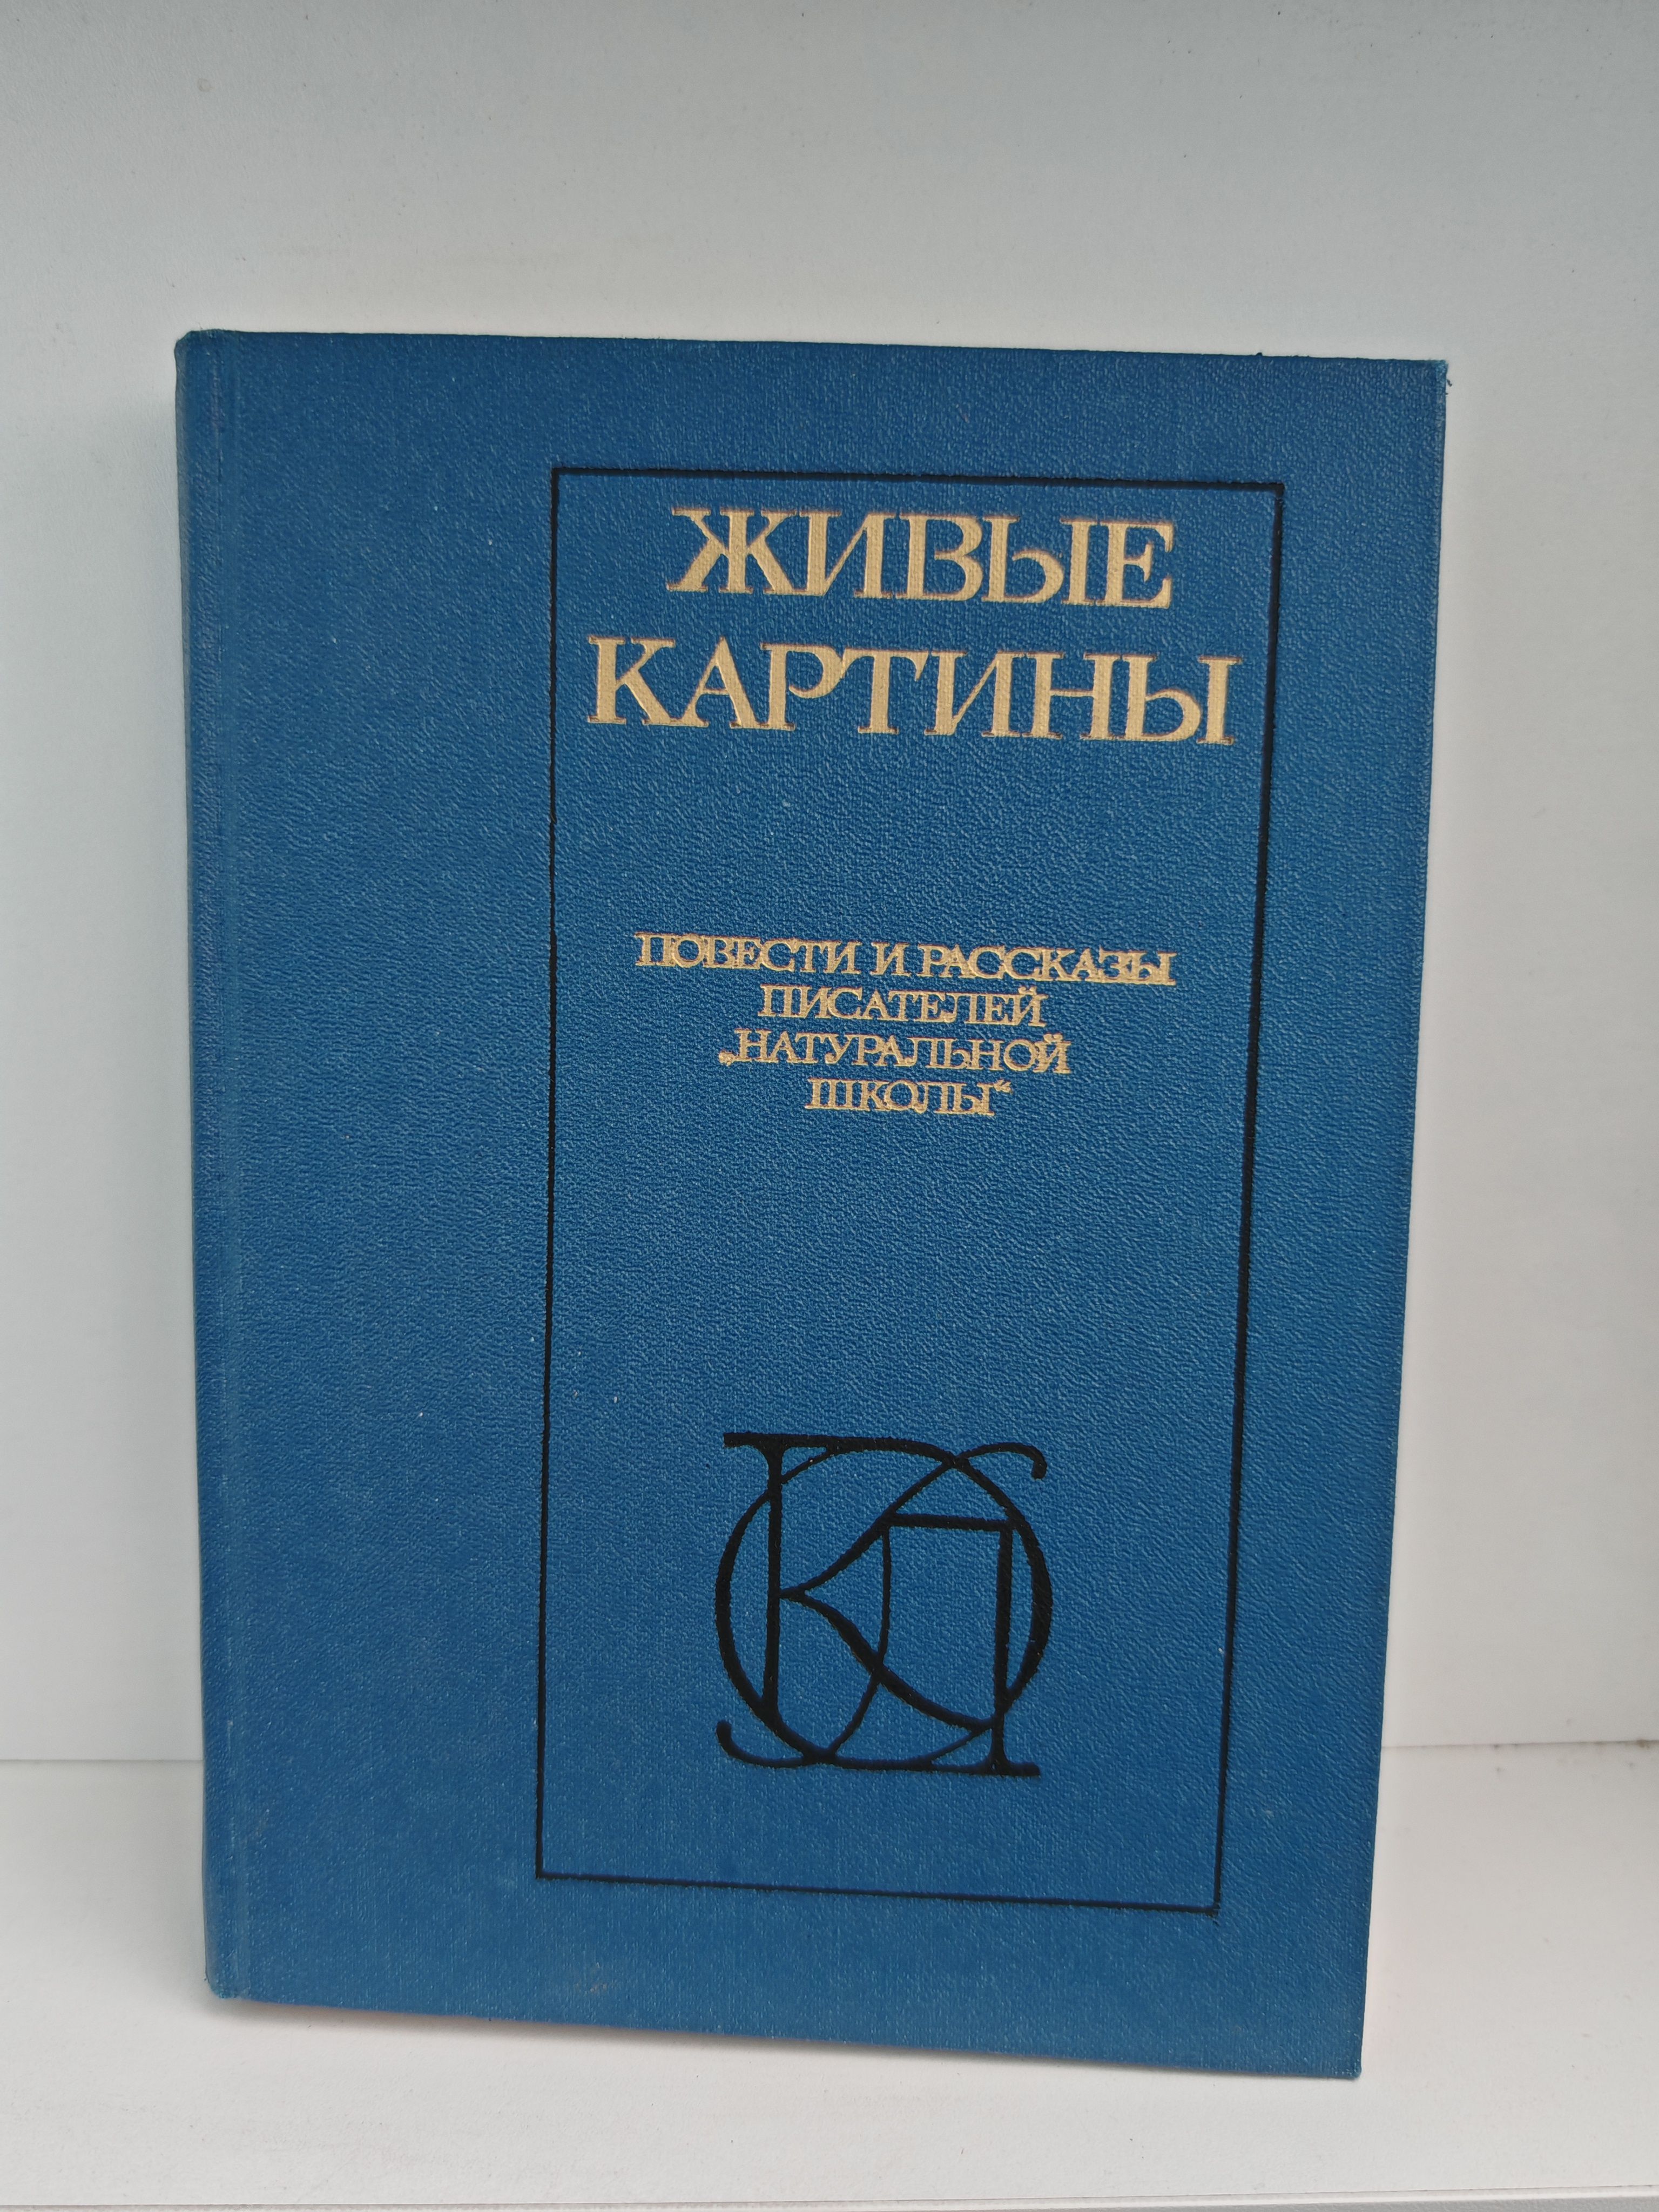 ЖИВЫЕ
КАРТИНЫ
ПОВЕСТИ И РАССКАЗЫ
ПИСАТЕЛЕЙ
„НАТУРАЛЬНОЙ
ШКОЛЫ“